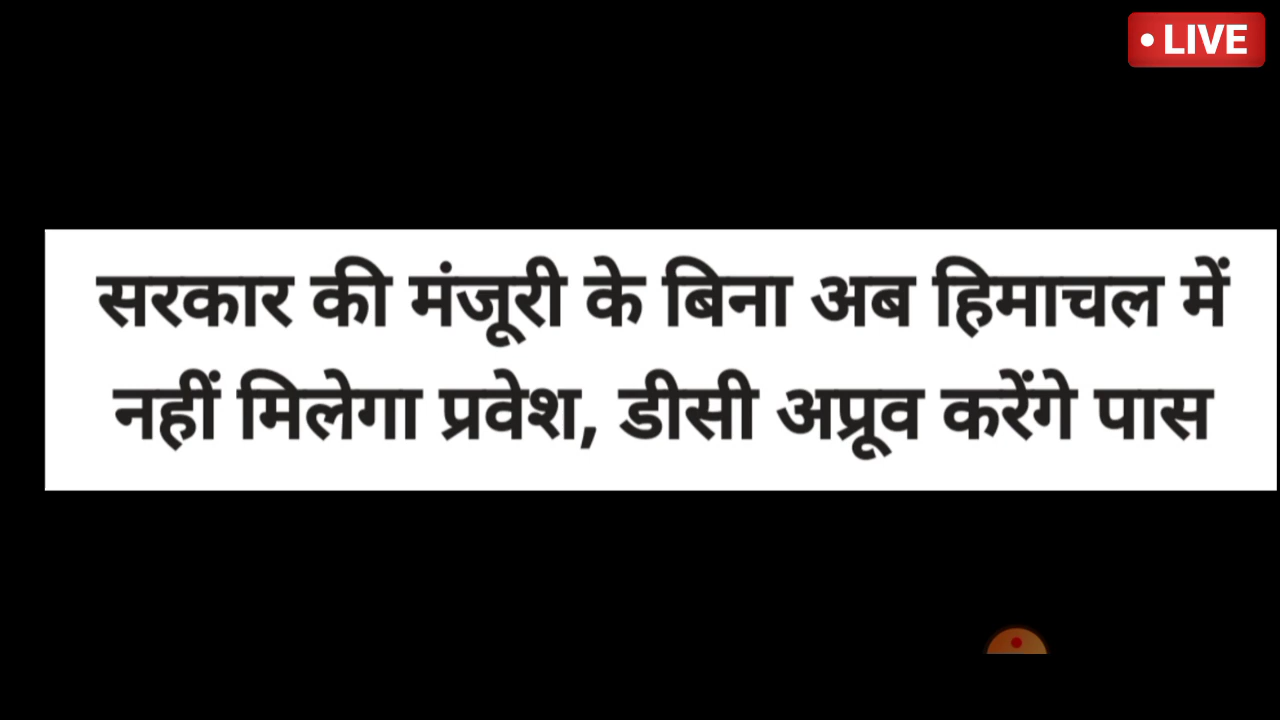 • LIVE
सरकार की मंजूरी के बिना अब हिमाचल में
नहीं मिलेगा प्रवेश, डीसी अप्रूव करेंगे पास